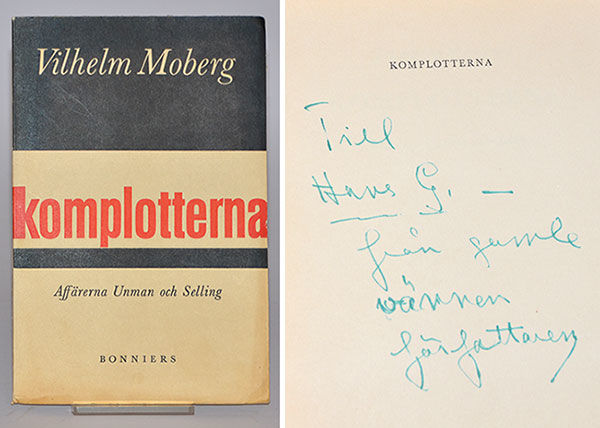 Vilhelm Moberg
komplotterna
Affärerna Unman och Selling
BONNIERS
KOMPLOTTERNA
Till
Hans G. —
från gamle
vännen
författaren